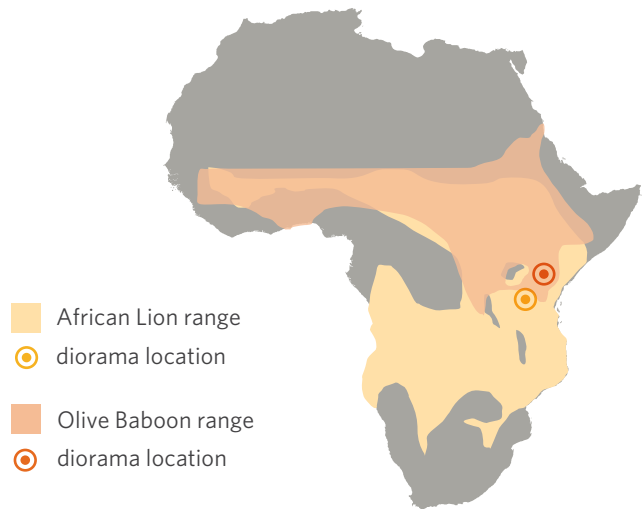 African Lion range
diorama location
Olive Baboon range
diorama location